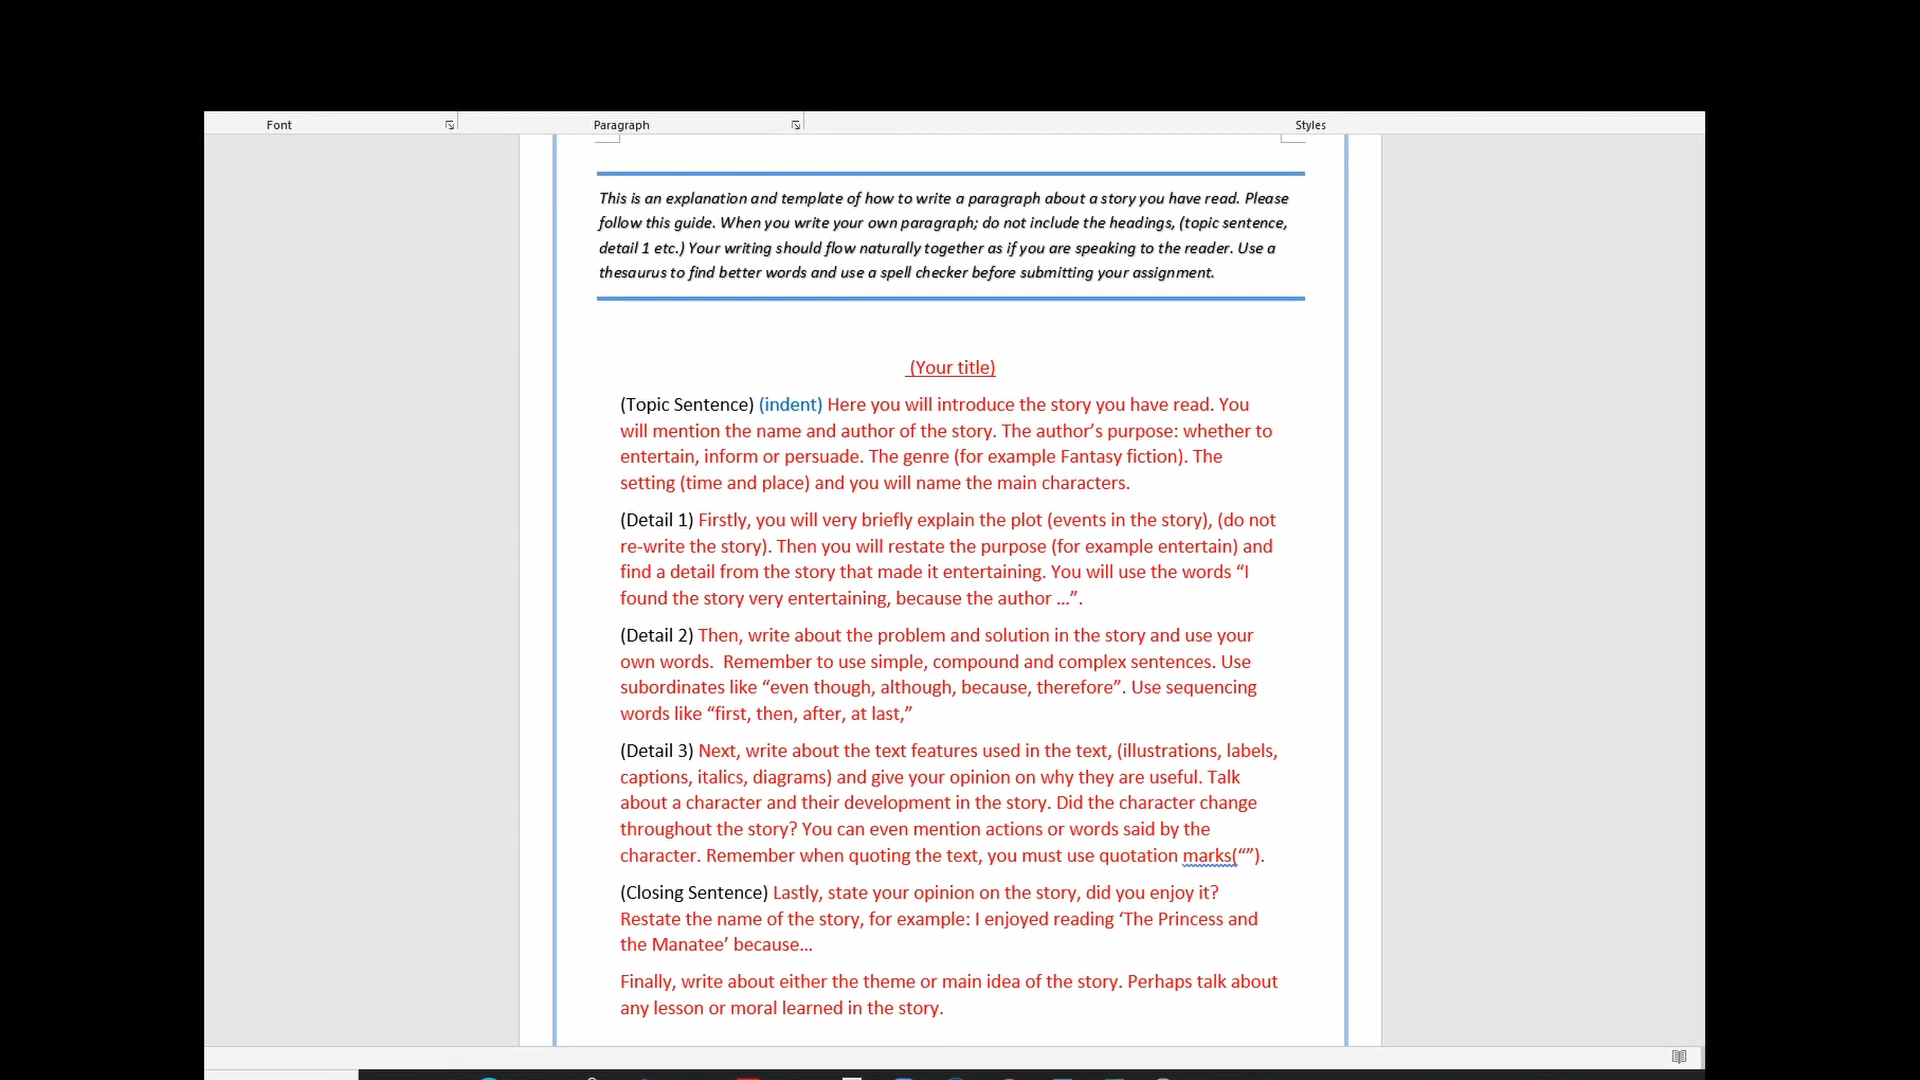 Font Paragraph Styles
This is an explanation and template of how to write a paragraph about a story you have read. Please
follow this guide. When you write your own paragraph; do not include the headings, (topic sentence,
detail 1 etc.) Your writing should flow naturally together as if you are speaking to the reader. Use a
thesaurus to find better words and use a spell checker before submitting your assignment.
(Your title)
(Topic Sentence) (indent) Here you will introduce the story you have read. You
will mention the name and author of the story. The author’s purpose: whether to
entertain, inform or persuade. The genre (for example Fantasy fiction). The
setting (time and place) and you will name the main characters.
(Detail 1) Firstly, you will very briefly explain the plot (events in the story), (do not
re-write the story). Then you will restate the purpose (for example entertain) and
find a detail from the story that made it entertaining. You will use the words “I
found the story very entertaining, because the author …”.
(Detail 2) Then, write about the problem and solution in the story and use your
own words.  Remember to use simple, compound and complex sentences. Use
subordinates like “even though, although, because, therefore”. Use sequencing
words like “first, then, after, at last,”
(Detail 3) Next, write about the text features used in the text, (illustrations, labels,
captions, italics, diagrams) and give your opinion on why they are useful. Talk
about a character and their development in the story. Did the character change
throughout the story? You can even mention actions or words said by the
character. Remember when quoting the text, you must use quotation marks(“”).
(Closing Sentence) Lastly, state your opinion on the story, did you enjoy it?
Restate the name of the story, for example: I enjoyed reading ‘The Princess and
the Manatee’ because…
Finally, write about either the theme or main idea of the story. Perhaps talk about
any lesson or moral learned in the story.